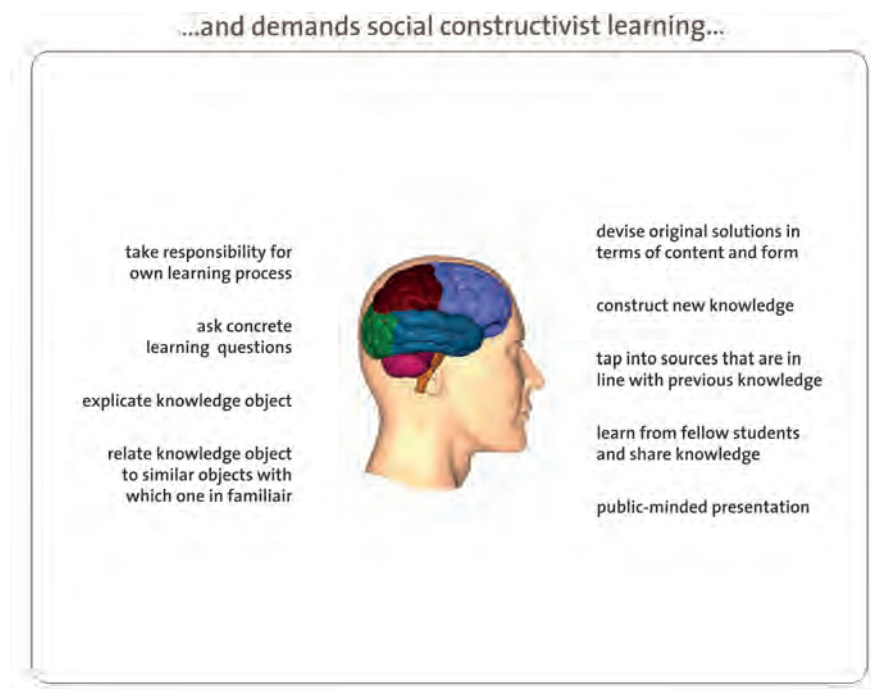 ...and demands social constructivist learning...
take responsibility for
own learning process
ask concrete
learning questions
explicate knowledge object
relate knowledge object
to similar objects with
which one in familiair
devise original solutions in
terms of content and form
construct new knowledge
tap into sources that are in
line with previous knowledge
learn from fellow students
and share knowledge
public-minded presentation